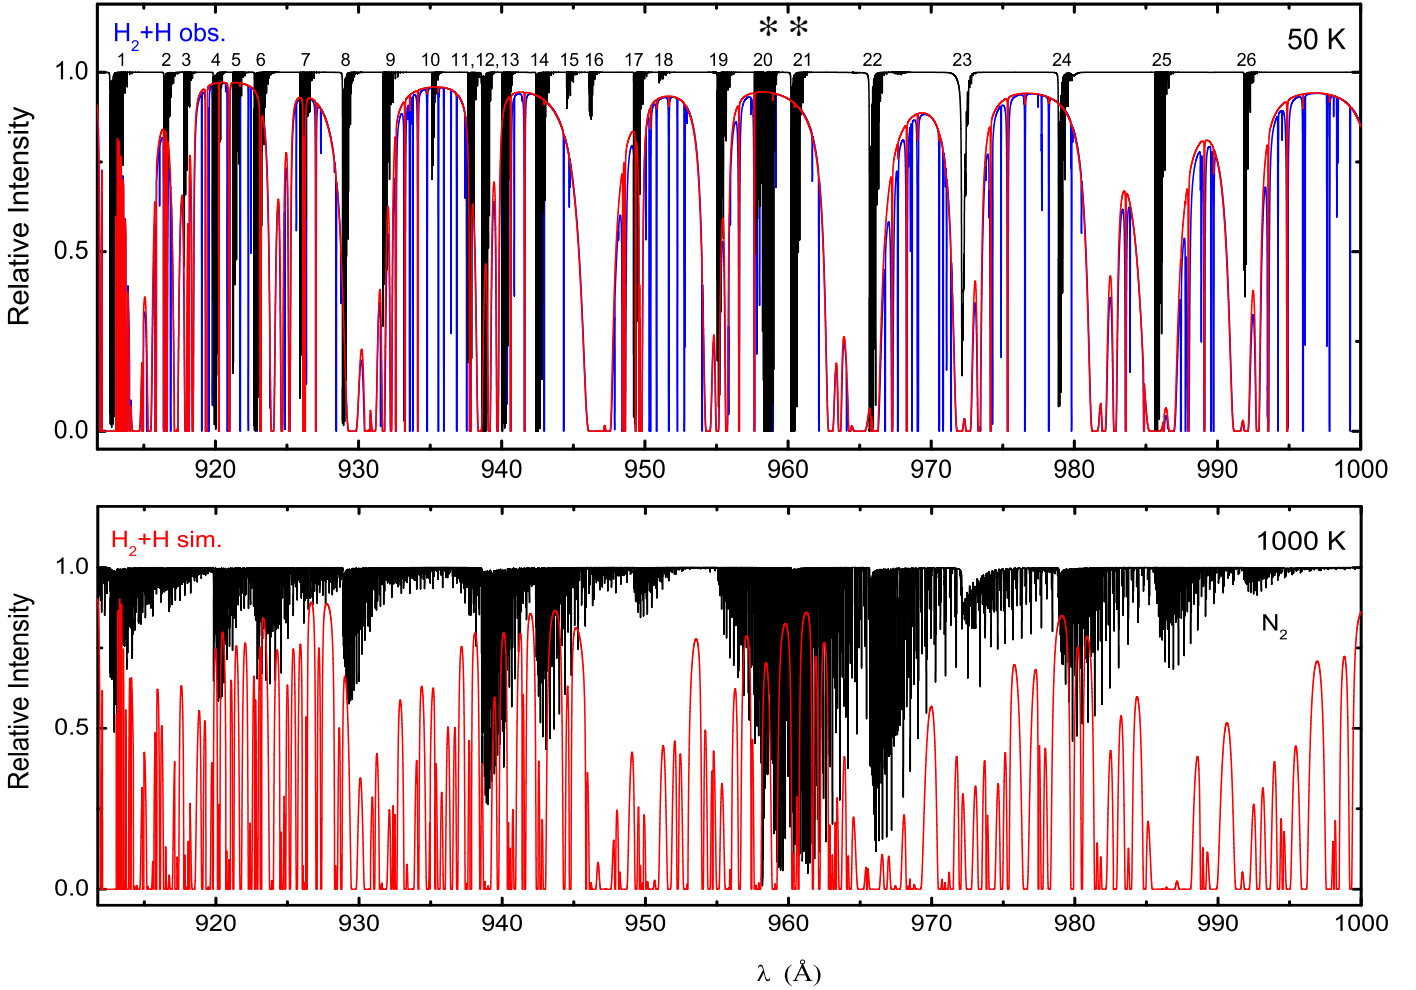 H2+H obs.
* *
50 K
1 2 3 4 5 6 7 8 9 10 11, 12, 13 14 15 16 17 18 19 20 21 22 23 24 25 26
Relative Intensity
1.0
0.5
0.0
920 930 940 950 960 970 980 990 1000
H2+H sim.
1000 K
N2
Relative Intensity
1.0
0.5
0.0
920 930 940 950 960 970 980 990 1000
λ (Å)